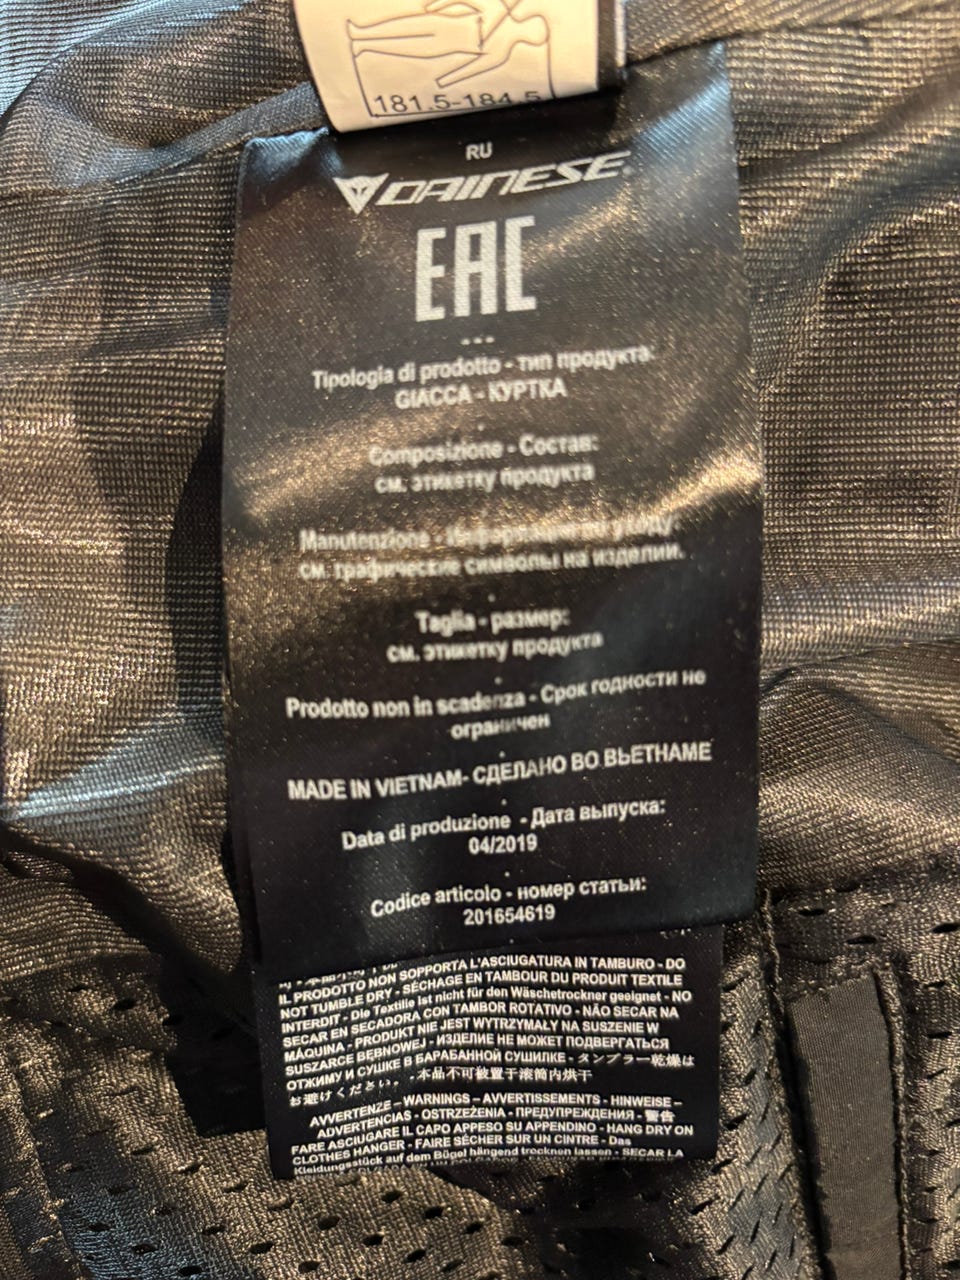 181.5-184.5
RU
DAINESE
EAC
---
Tipologia di prodotto - тип продукта:
GIACCA - КУРТКА
Composizione - Состав:
см. этикетку продукта
Manutenzione - Информация по уходу:
см. графические символы на изделии.
Taglia - размер:
см. этикетку продукта
Prodotto non in scadenza - Срок годности не
ограничен
MADE IN VIETNAM- СДЕЛАНО ВО ВЬЕТНАМЕ
Data di produzione - Дата выпуска:
04/2019
Codice articolo - номер статьи:
201654619
IL PRODOTTO NON SOPPORTA L'ASCIUGATURA IN TAMBURO - DO
NOT TUMBLE DRY - SÉCHAGE EN TAMBOUR DU PRODUIT TEXTILE
INTERDIT - Die Textilie ist nicht für den Wäschetrockner geeignet - NO
SECAR EN SECADORA CON TAMBOR ROTATIVO - NÃO SECAR NA
MÁQUINA - PRODUKT NIE JEST WYTRZYMAŁY NA SUSZENIE W
SUSZARCE BĘBNOWEJ - ИЗДЕЛИЕ НЕ МОЖЕТ ПОДВЕРГАТЬСЯ
ОТЖИМУ И СУШКЕ В БАРАБАННОЙ СУШИЛКЕ - タンブラー乾燥は
お避けください。 - 本品不可被置于滚筒内烘干
AVVERTENZE – WARNINGS – AVVERTISSEMENTS - HINWEISE –
ADVERTENCIAS - OSTRZEŻENIA - ПРЕДУПРЕЖДЕНИЯ - 警告
FARE ASCIUGARE IL CAPO APPESO SU APPENDINO - HANG DRY ON
CLOTHES HANGER - FAIRE SÉCHER SUR UN CINTRE - Das
Kleidungsstück auf dem Bügel hängend trocknen lassen - SECAR LA